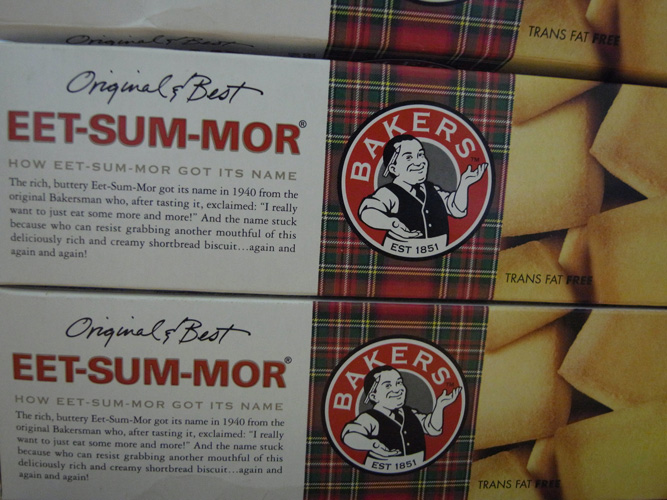 TRANS FAT FREE
Original & Best
Original & Best
EET-SUM-MOR®
HOW EET-SUM-MOR GOT ITS NAME
The rich, buttery Eet-Sum-Mor got its name in 1940 from the
original Bakersman who, after tasting it, exclaimed: "I really
want to just eat some more and more!" And the name stuck
because who can resist grabbing another mouthful of this
deliciously rich and creamy shortbread biscuit...again and
again and again!
BAKERS™
EST 1851
TRANS FAT FREE
Original & Best
EET-SUM-MOR®
HOW EET-SUM-MOR GOT ITS NAME
The rich, buttery Eet-Sum-Mor got its name in 1940 from the
original Bakersman who, after tasting it, exclaimed: "I really
want to just eat some more and more!" And the name stuck
because who can resist grabbing another mouthful of this
deliciously rich and creamy shortbread biscuit...again and
again and again!
BAKERS™
EST 1851
TRANS FAT FREE